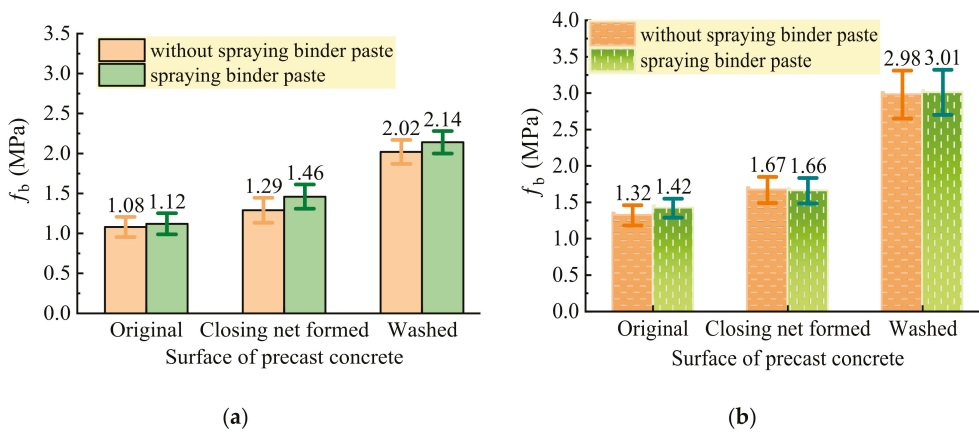 3.5
3.0
2.5
2.0
1.5
1.0
0.5
0.0
f_b (MPa)
without spraying binder paste
spraying binder paste
1.08
1.12
1.29
1.46
2.02
2.14
Original
Closing net formed
Washed
Surface of precast concrete
(a)
4.0
3.5
3.0
2.5
2.0
1.5
1.0
0.5
0.0
f_b (MPa)
without spraying binder paste
spraying binder paste
1.32
1.42
1.67
1.66
2.98
3.01
Original
Closing net formed
Washed
Surface of precast concrete
(b)